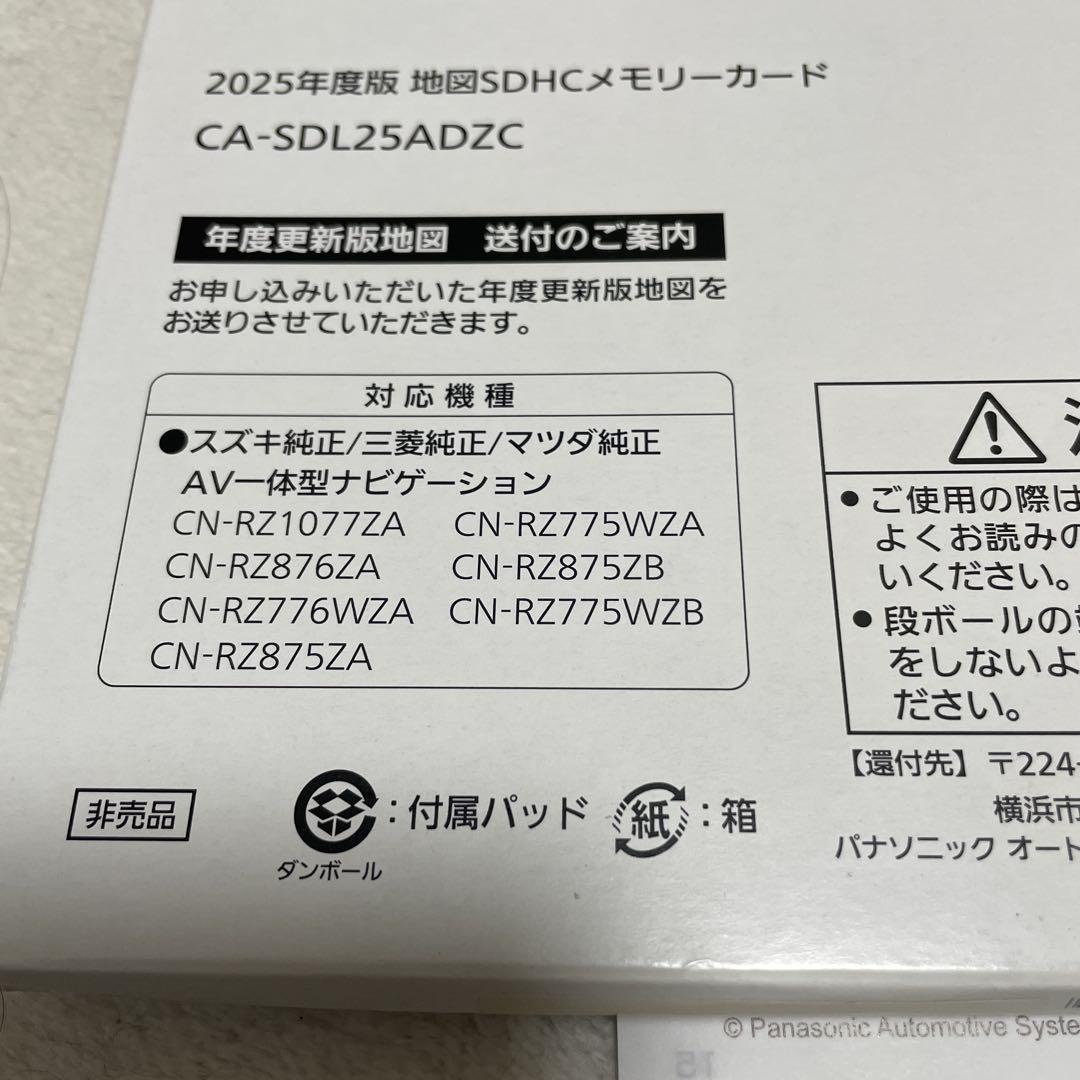 2025年度版 地図SDHCメモリーカード
CA-SDL25ADZC
年度更新版地図 送付のご案内
お申し込みいただいた年度更新版地図を
お送りさせていただきます。
対応機種
●スズキ純正/三菱純正/マツダ純正
AV一体型ナビゲーション
CN-RZ1077ZA CN-RZ775WZA
CN-RZ876ZA CN-RZ875ZB
CN-RZ776WZA CN-RZ775WZB
CN-RZ875ZA
●ご使用の際は
よくお読みの
いください。
●段ボールの
をしないよ
ださい。
【還付先】〒224-
横浜市
パナソニック オート
非売品
:付属パッド
ダンボール
紙:箱
© Panasonic Automotive Syste
15